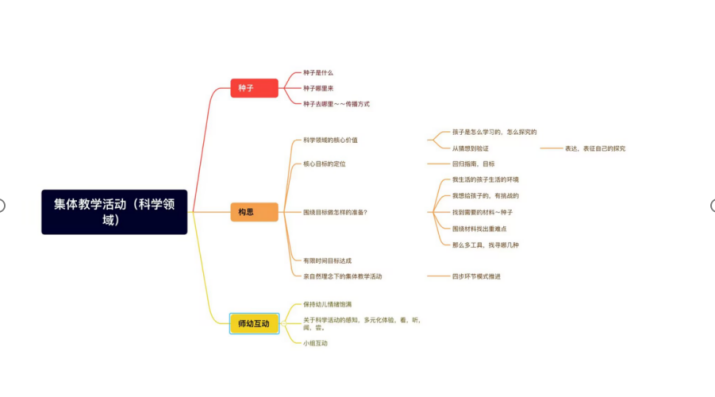 集体教学活动（科学领
域）
种子
种子是什么
种子哪里来
种子去哪里～～传播方式
构思
科学领域的核心价值
孩子是怎么学习的、怎么探究的
从猜想到验证
表达、表征自己的探究
核心目标的定位
回归指南、目标
围绕目标做怎样的准备？
我生活的孩子生活的环境
我想给孩子的、有挑战的
找到需要的材料～种子
围绕材料找出重难点
那么多工具，找寻哪几种
有限时间目标达成
亲自然理念下的集体教学活动
四步环节模式推进
师幼互动
保持幼儿情绪饱满
关于科学活动的感知、多元化体验、看、听、
闻、尝。
小组互动